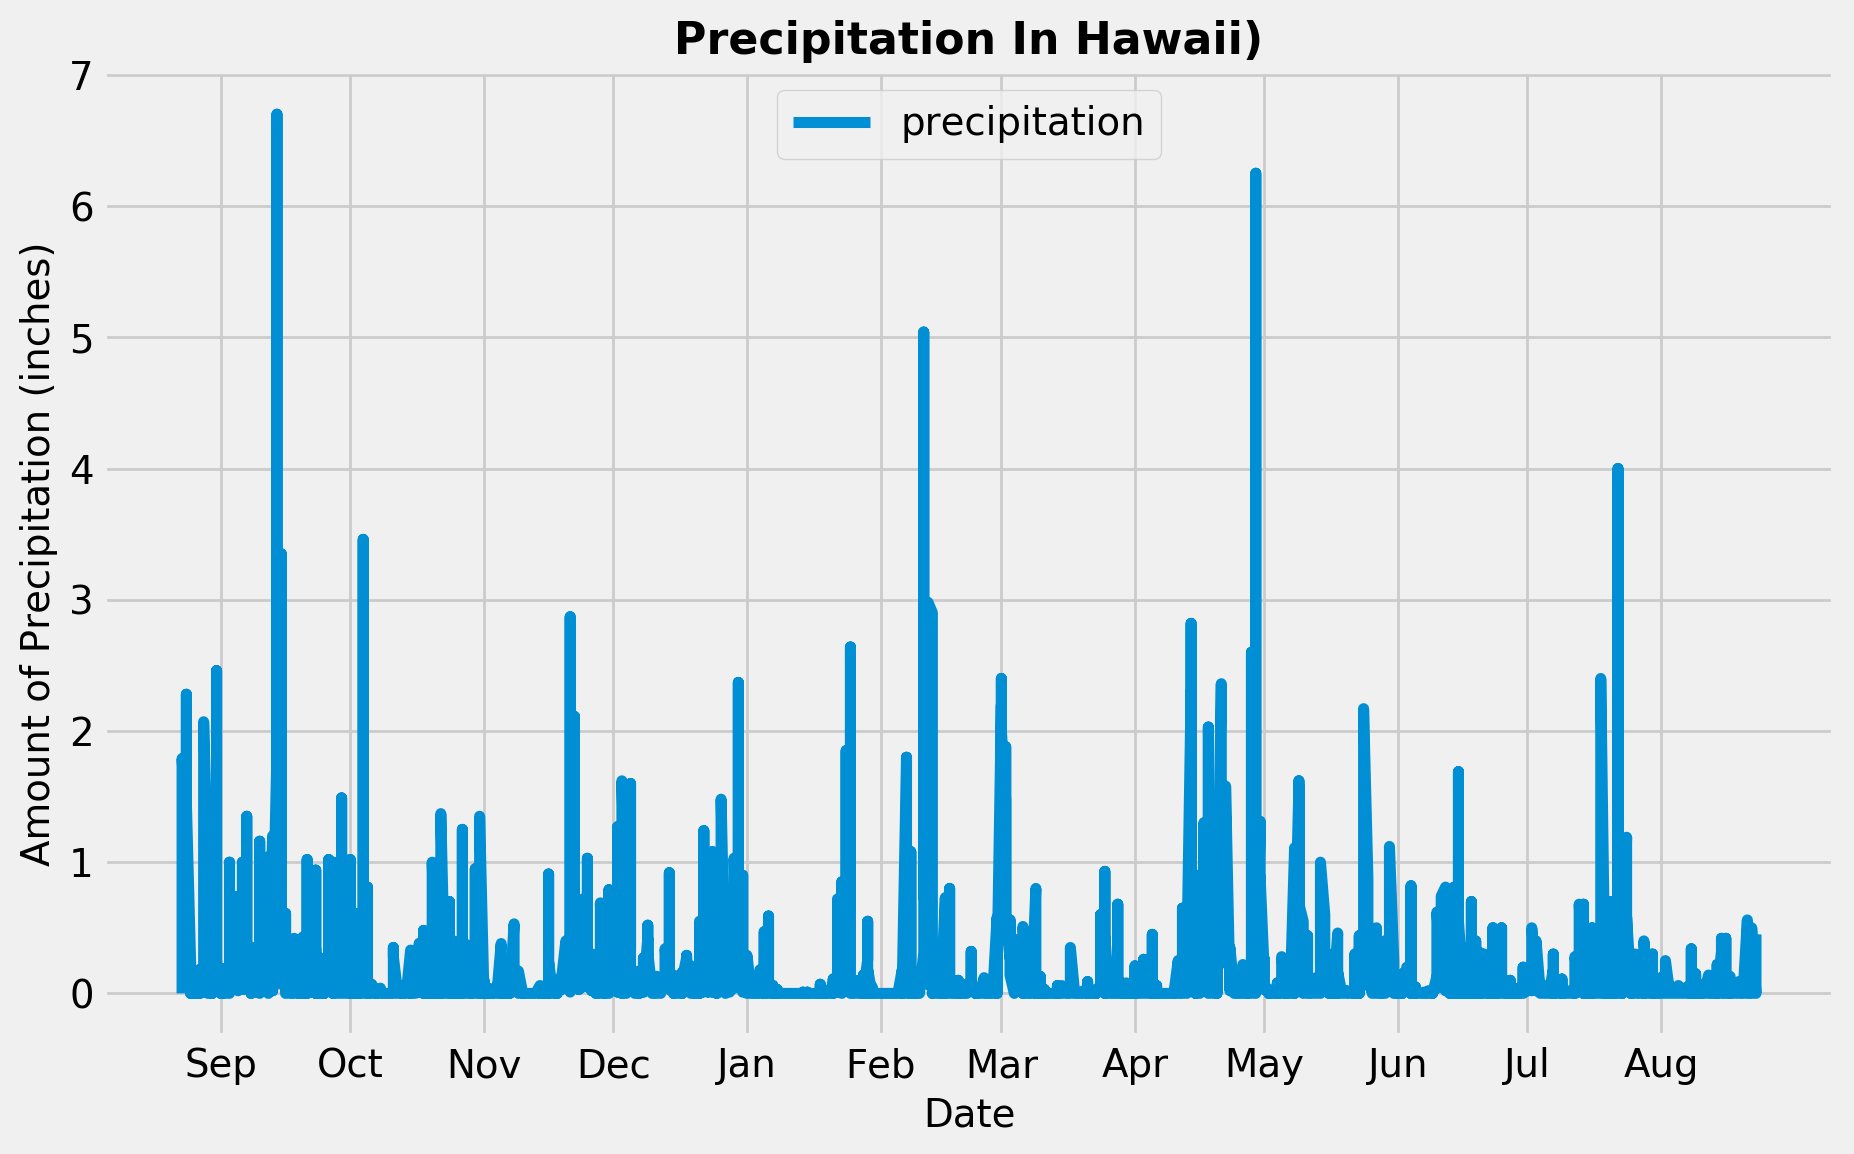 Precipitation In Hawaii)
precipitation
Amount of Precipitation (inches)
7
6
5
4
3
2
1
0
Sep Oct Nov Dec Jan Feb Mar Apr May Jun Jul Aug
Date